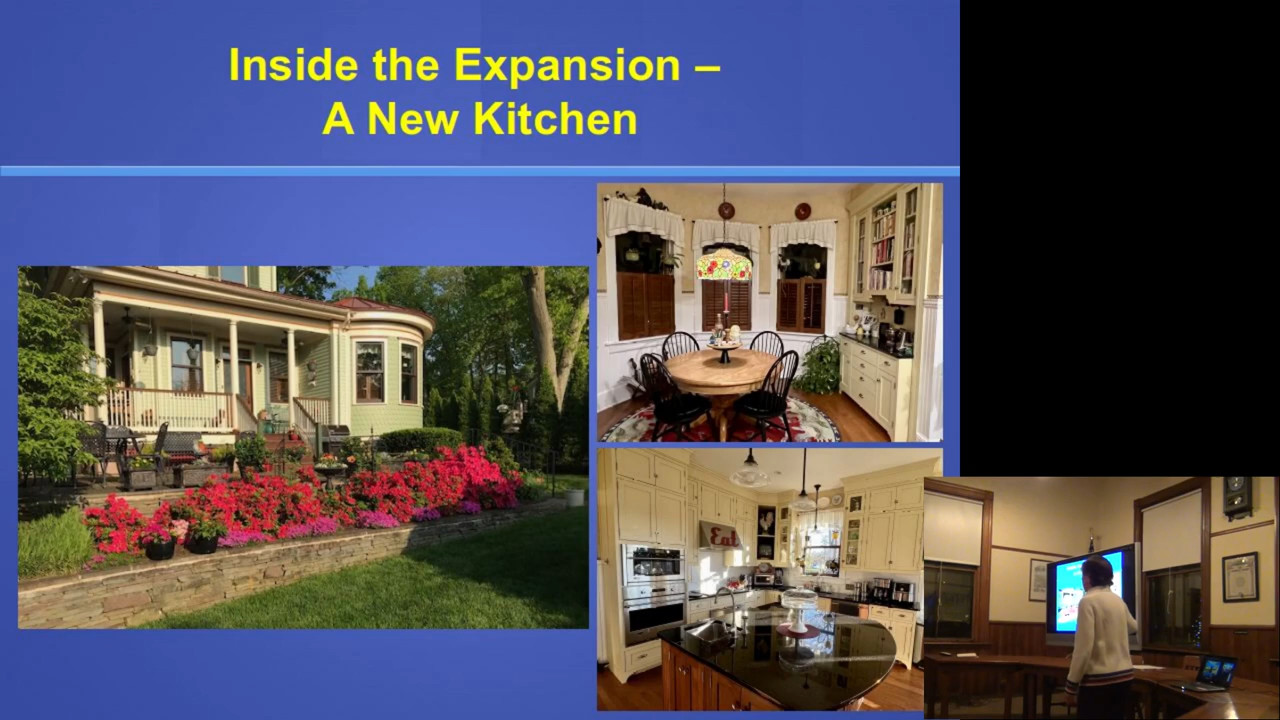 Inside the Expansion –
A New Kitchen
Eat